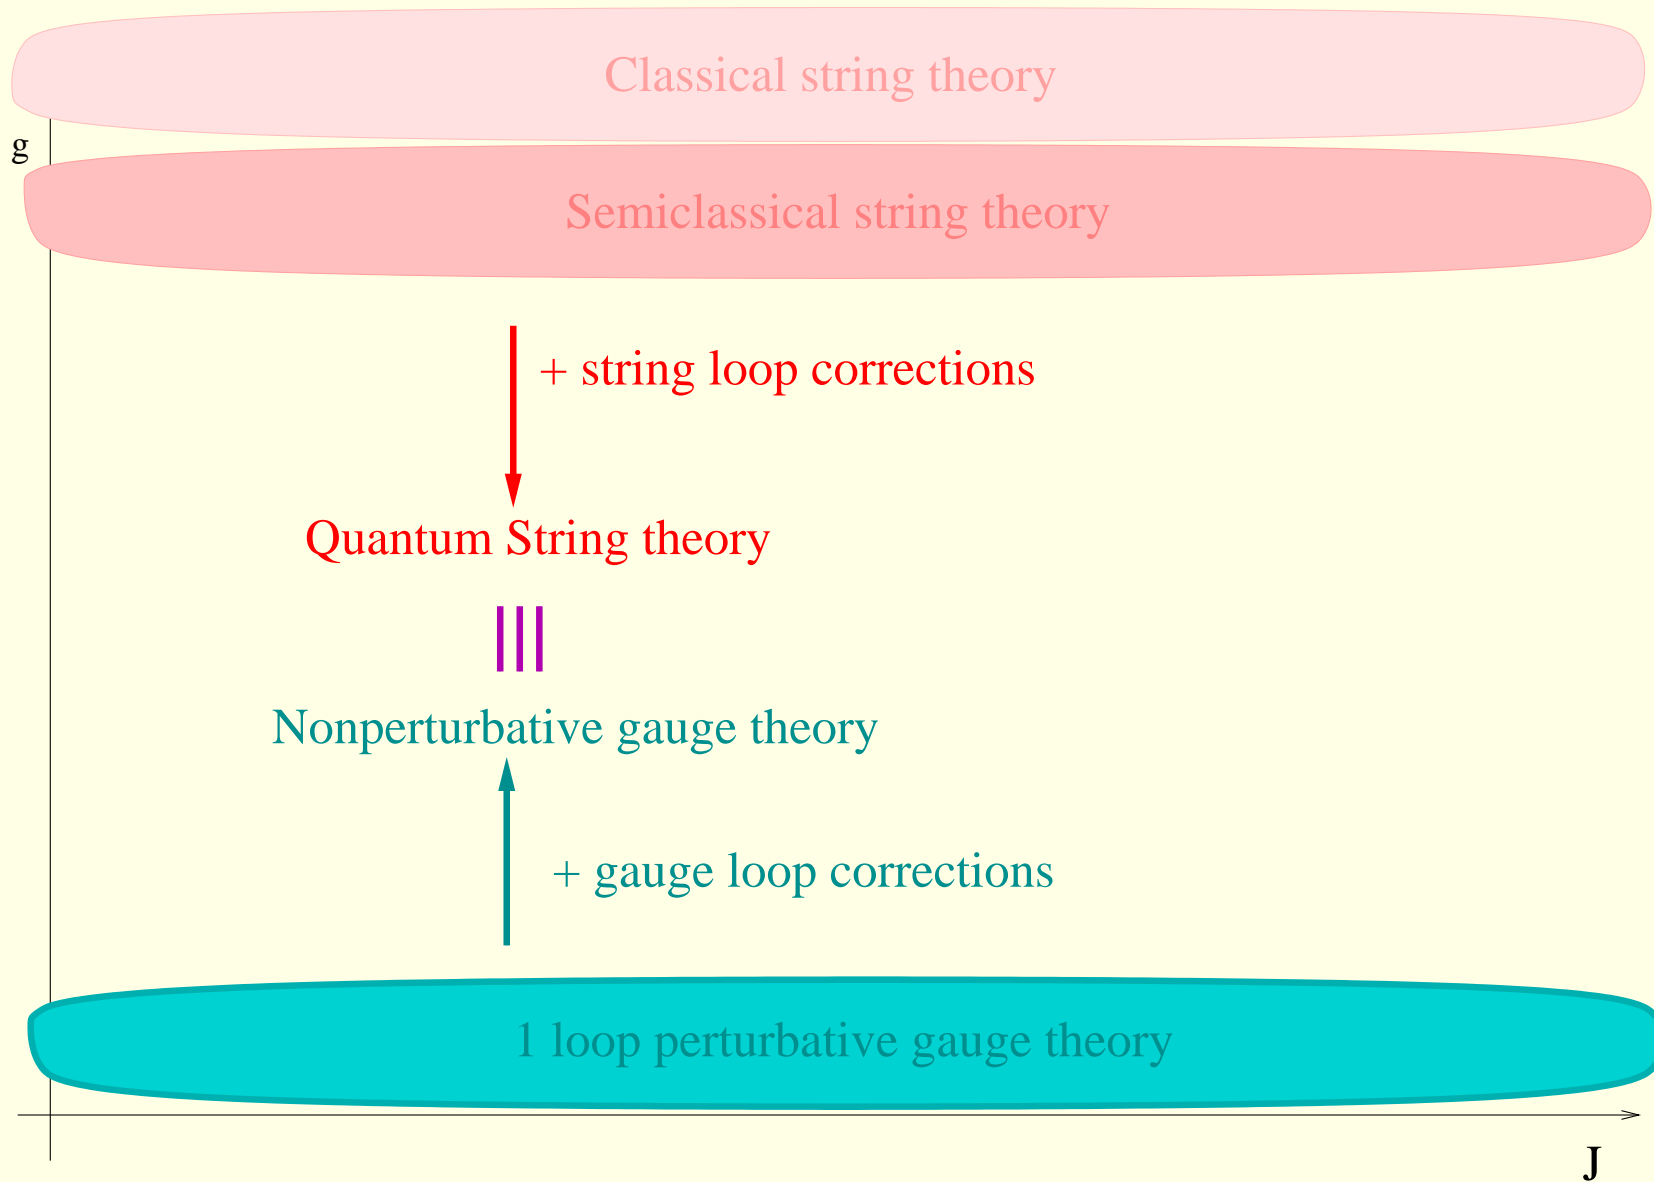 Classical string theory
g
Semiclassical string theory
+ string loop corrections
Quantum String theory
Nonperturbative gauge theory
+ gauge loop corrections
1 loop perturbative gauge theory
J